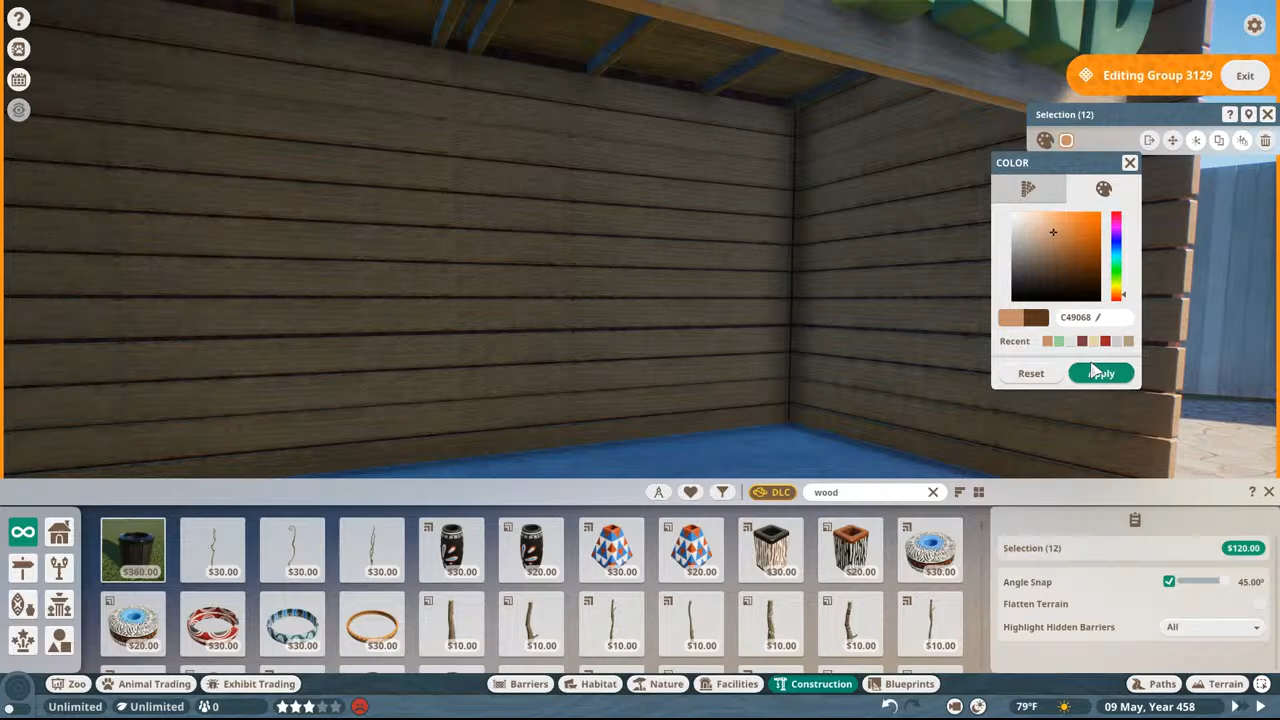 Editing Group 3129
Exit
Selection (12)
COLOR
C49068
Recent
Reset
Apply
DLC
wood
$360.00 $30.00 $30.00 $30.00 $30.00 $20.00 $30.00 $20.00 $30.00 $20.00 $30.00
$20.00 $30.00 $30.00 $30.00 $10.00 $10.00 $10.00 $10.00 $10.00 $10.00 $10.00
Selection (12) $120.00
Angle Snap 45.00°
Flatten Terrain
Highlight Hidden Barriers All
Zoo Animal Trading Exhibit Trading Barriers Habitat Nature Facilities Construction Blueprints Paths Terrain
Unlimited Unlimited 0 79°F 09 May, Year 458